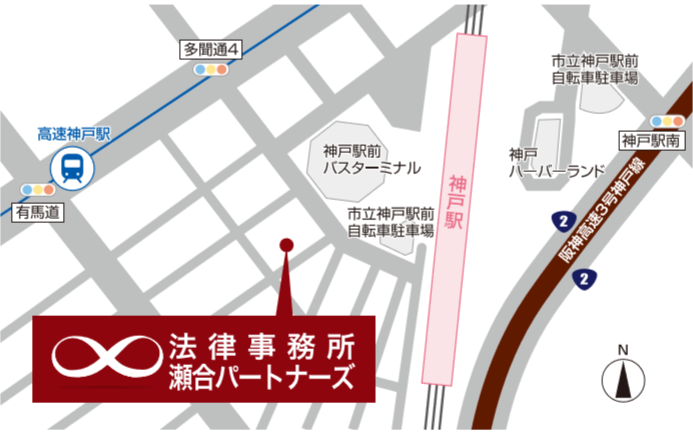 多聞通4
市立神戸駅前
自転車駐車場
高速神戸駅
神戸駅南
神戸駅前
バスターミナル
神戸
ハーバーランド
神戸駅
有馬道
市立神戸駅前
自転車駐車場
2
阪神高速3号神戸線
2
法律事務所
瀬合パートナーズ
N